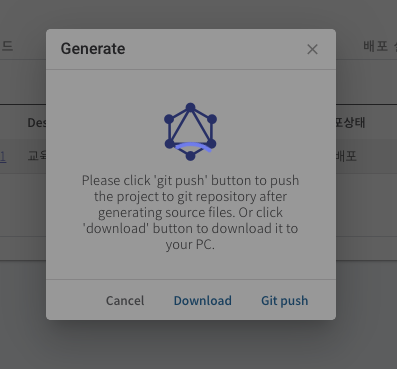 드
배포
Generate
Des
포상태
1
교육
배포
Please click 'git push' button to push
the project to git repository after
generating source files. Or click
'download' button to download it to
your PC.
Cancel
Download
Git push